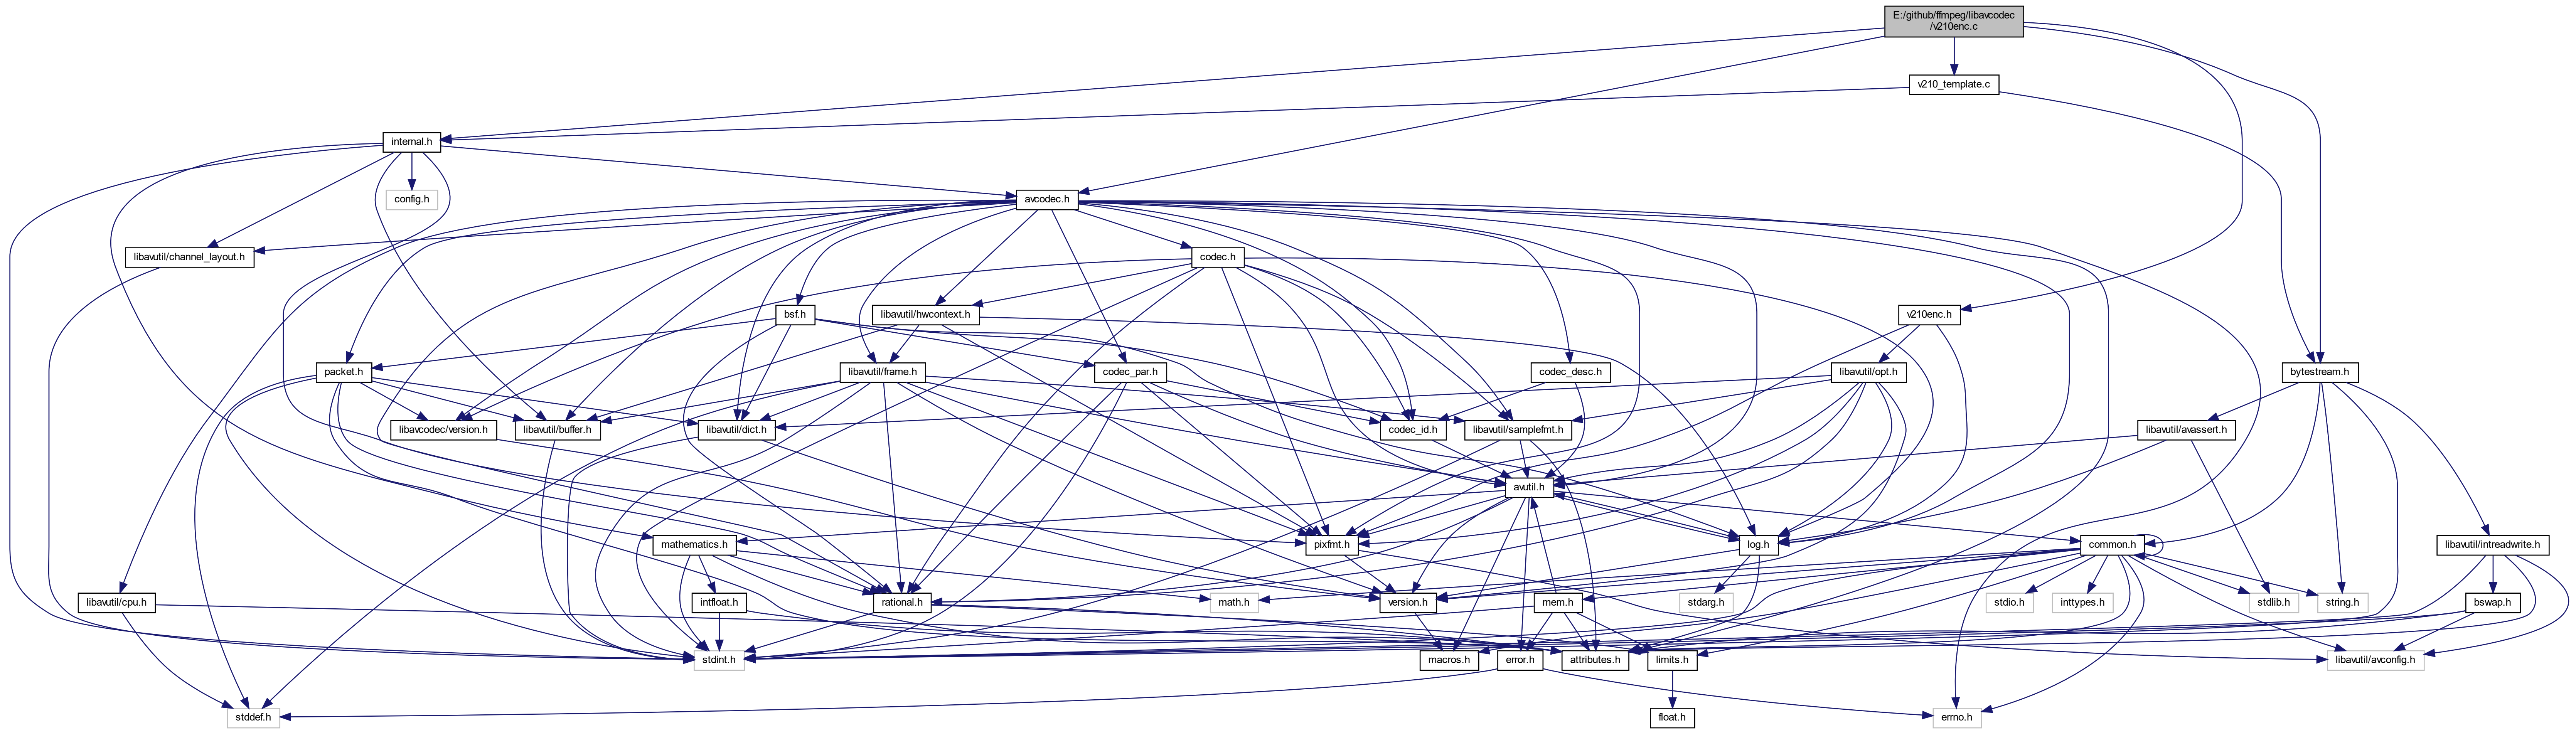 E:/github/ffmpeg/libavcodec
/v210enc.c
v210_template.c
internal.h
config.h
avcodec.h
libavutil/channel_layout.h
codec.h
bsf.h
libavutil/hwcontext.h
v210enc.h
packet.h
libavutil/frame.h
codec_par.h
codec_desc.h
libavutil/opt.h
bytestream.h
libavcodec/version.h
libavutil/buffer.h
libavutil/dict.h
codec_id.h
libavutil/samplefmt.h
libavutil/avassert.h
avutil.h
mathematics.h
pixfmt.h
log.h
common.h
libavutil/intreadwrite.h
libavutil/cpu.h
intfloat.h
rational.h
math.h
version.h
mem.h
stdarg.h
stdio.h
inttypes.h
stdlib.h
string.h
bswap.h
stdint.h
macros.h
error.h
attributes.h
limits.h
libavutil/avconfig.h
stddef.h
float.h
errno.h